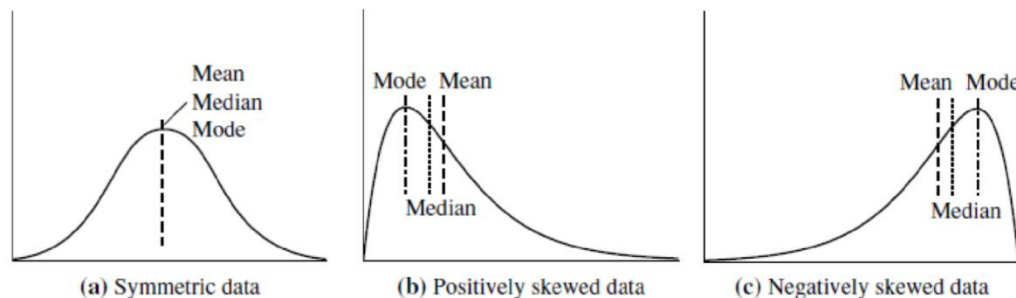 Mean
Median
Mode
Mode Mean
Median
Mean Mode
Median
(a) Symmetric data
(b) Positively skewed data
(c) Negatively skewed data